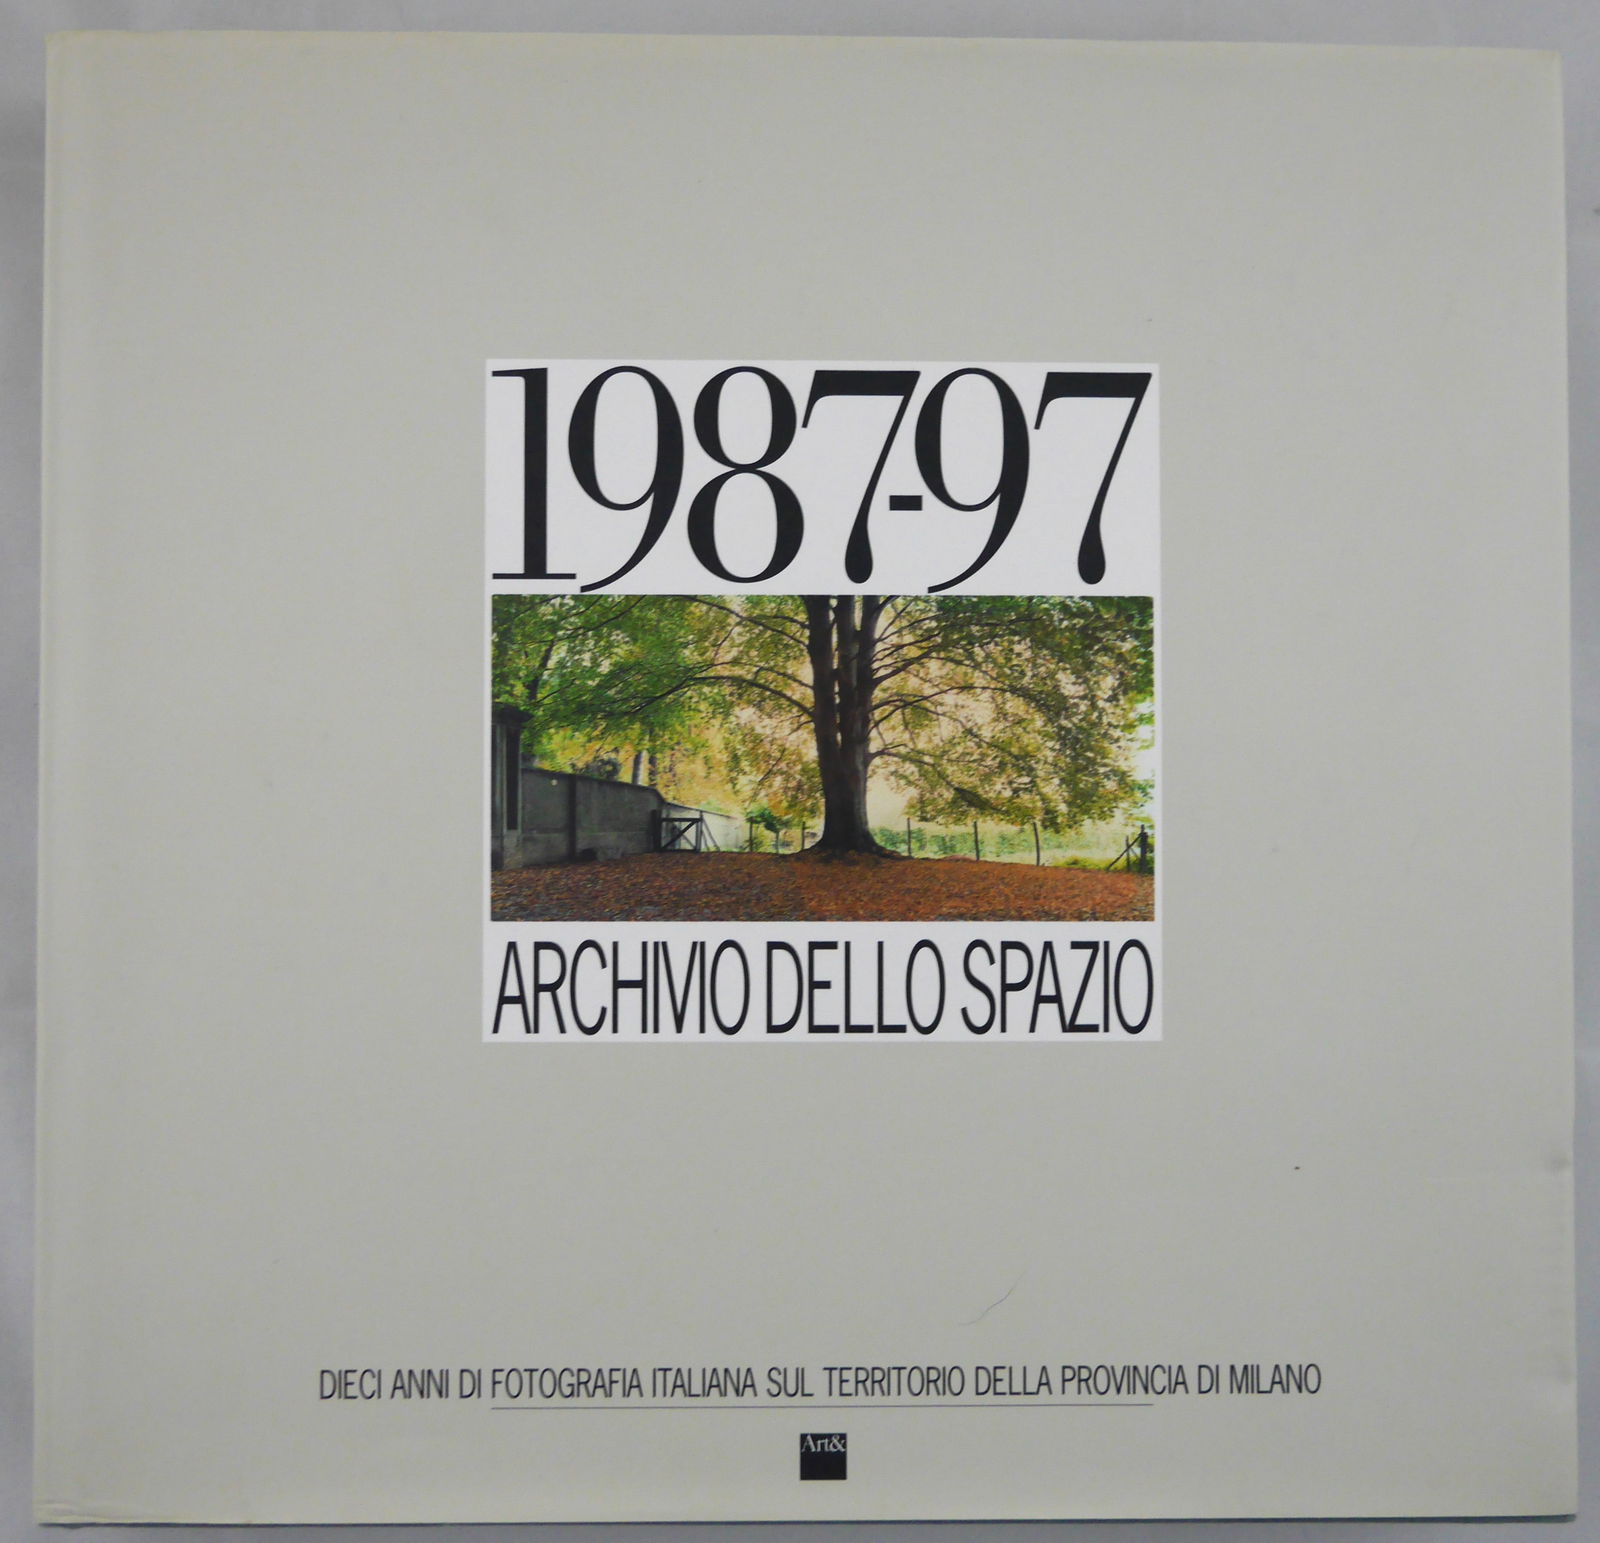 1987-97
ARCHIVIO DELLO SPAZIO
DIECI ANNI DI FOTOGRAFIA ITALIANA SUL TERRITORIO DELLA PROVINCIA DI MILANO
Art&